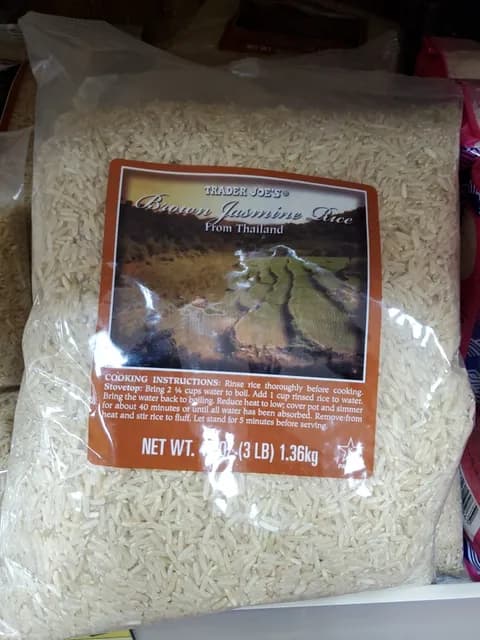 TRADER JOE'S®
Brown Jasmine Rice
From Thailand
COOKING INSTRUCTIONS: Rinse rice thoroughly before cooking.
Stovetop: Bring 2 ¼ cups water to boil. Add 1 cup rinsed rice to water.
Bring the water back to boiling. Reduce heat to low; cover pot and simmer
for about 40 minutes or until all water has been absorbed. Remove from
heat and stir rice to fluff. Let stand for 5 minutes before serving.
NET WT. (3 LB) 1.36kg